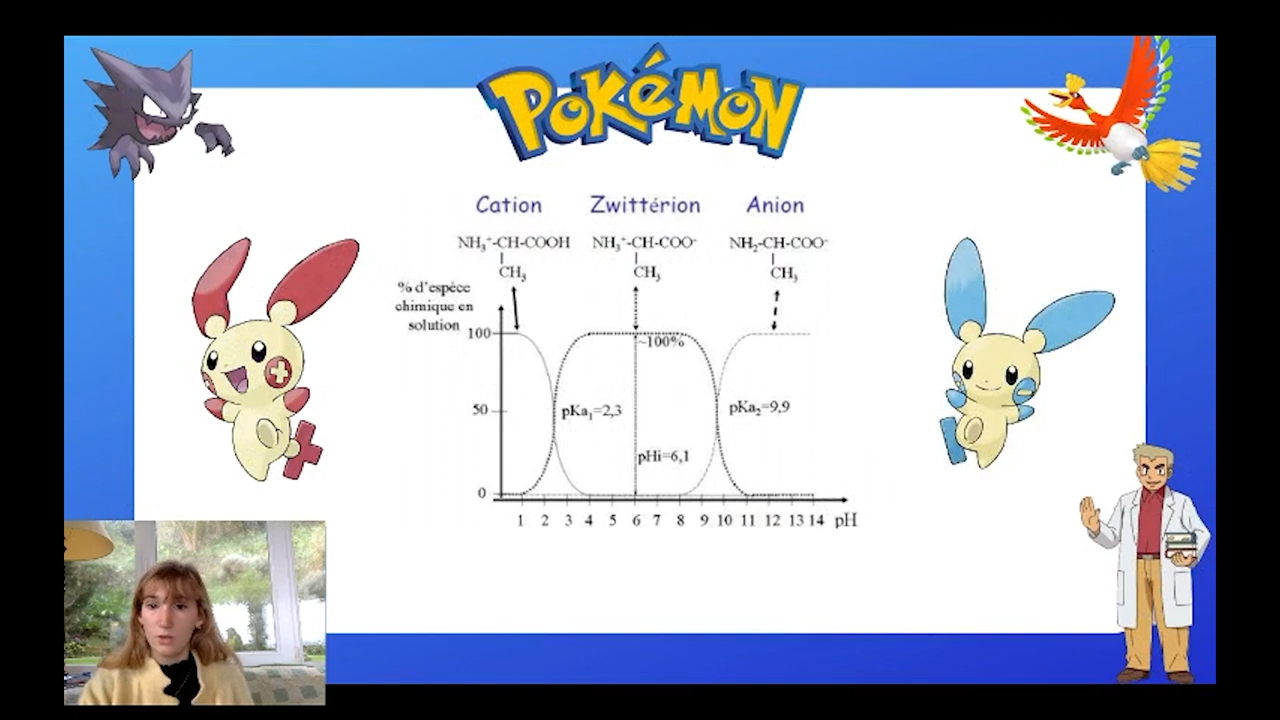 POKéMON
Cation Zwittérion Anion
NH₃⁺-CH-COOH NH₃⁺-CH-COO⁻ NH₂-CH-COO⁻
CH₃ CH₃ CH₃
% d'espèce
chimique en
solution
100
~100%
50
pKa₁=2,3
pKa₂=9,9
pHi=6,1
0
1 2 3 4 5 6 7 8 9 10 11 12 13 14 pH